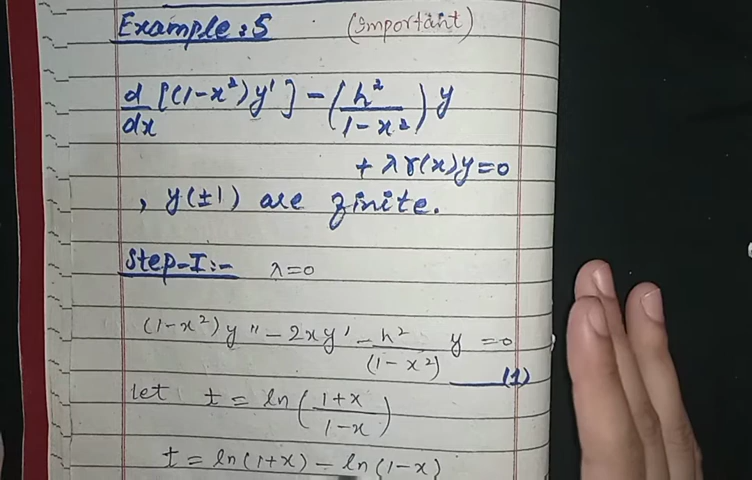 Example: 5 (Important)
d/dx [(1-x²)y'] - (h²/1-x²) y
+ λr(x)y=0
, y(±1) are finite.
Step-I:- λ=0
(1-x²)y'' - 2xy' - h²/(1-x²) y = 0
(1)
let t = ln(1+x/1-x)
t = ln(1+x) - ln(1-x)